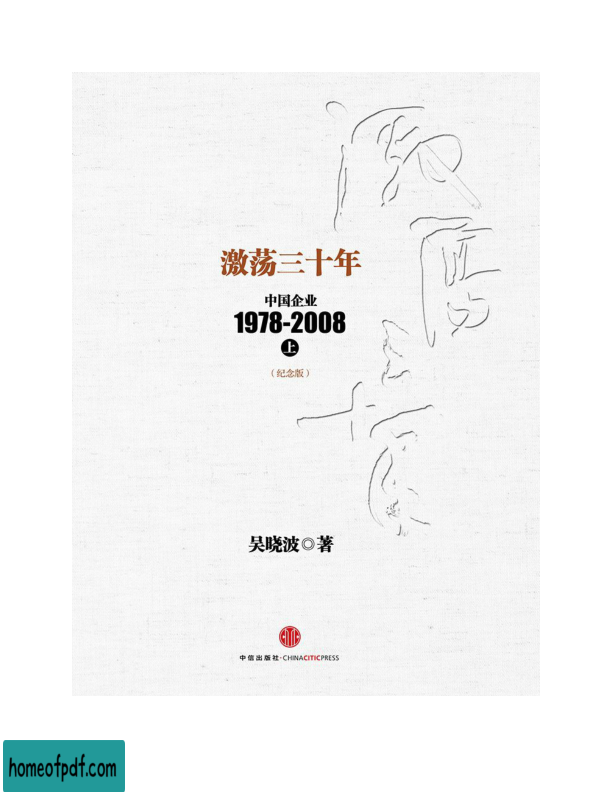 激荡三十年
中国企业
1978-2008
上
（纪念版）
吴晓波◎著
中信出版社·CHINACITICPRESS
homeofpdf.com